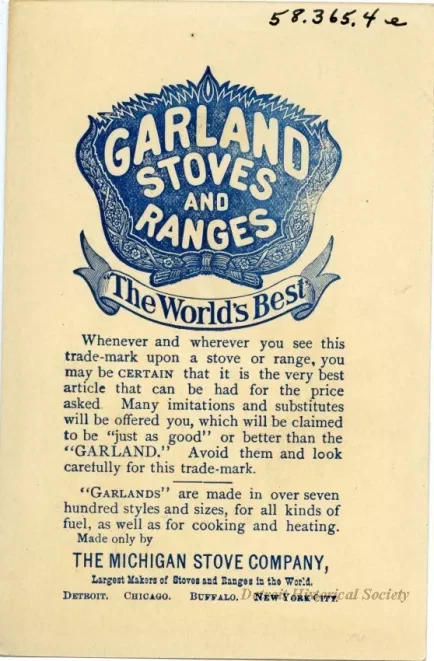 58.365.4e
GARLAND
STOVES
AND
RANGES
"The World's Best"
Whenever and wherever you see this
trade-mark upon a stove or range, you
may be CERTAIN that it is the very best
article that can be had for the price
asked. Many imitations and substitutes
will be offered you, which will be claimed
to be "just as good" or better than the
"GARLAND." Avoid them and look
carefully for this trade-mark.
"GARLANDS" are made in over seven
hundred styles and sizes, for all kinds of
fuel, as well as for cooking and heating.
Made only by
THE MICHIGAN STOVE COMPANY,
Largest Makers of Stoves and Ranges in the World.
DETROIT. CHICAGO. BUFFALO. NEW YORK CITY.
Detroit Historical Society